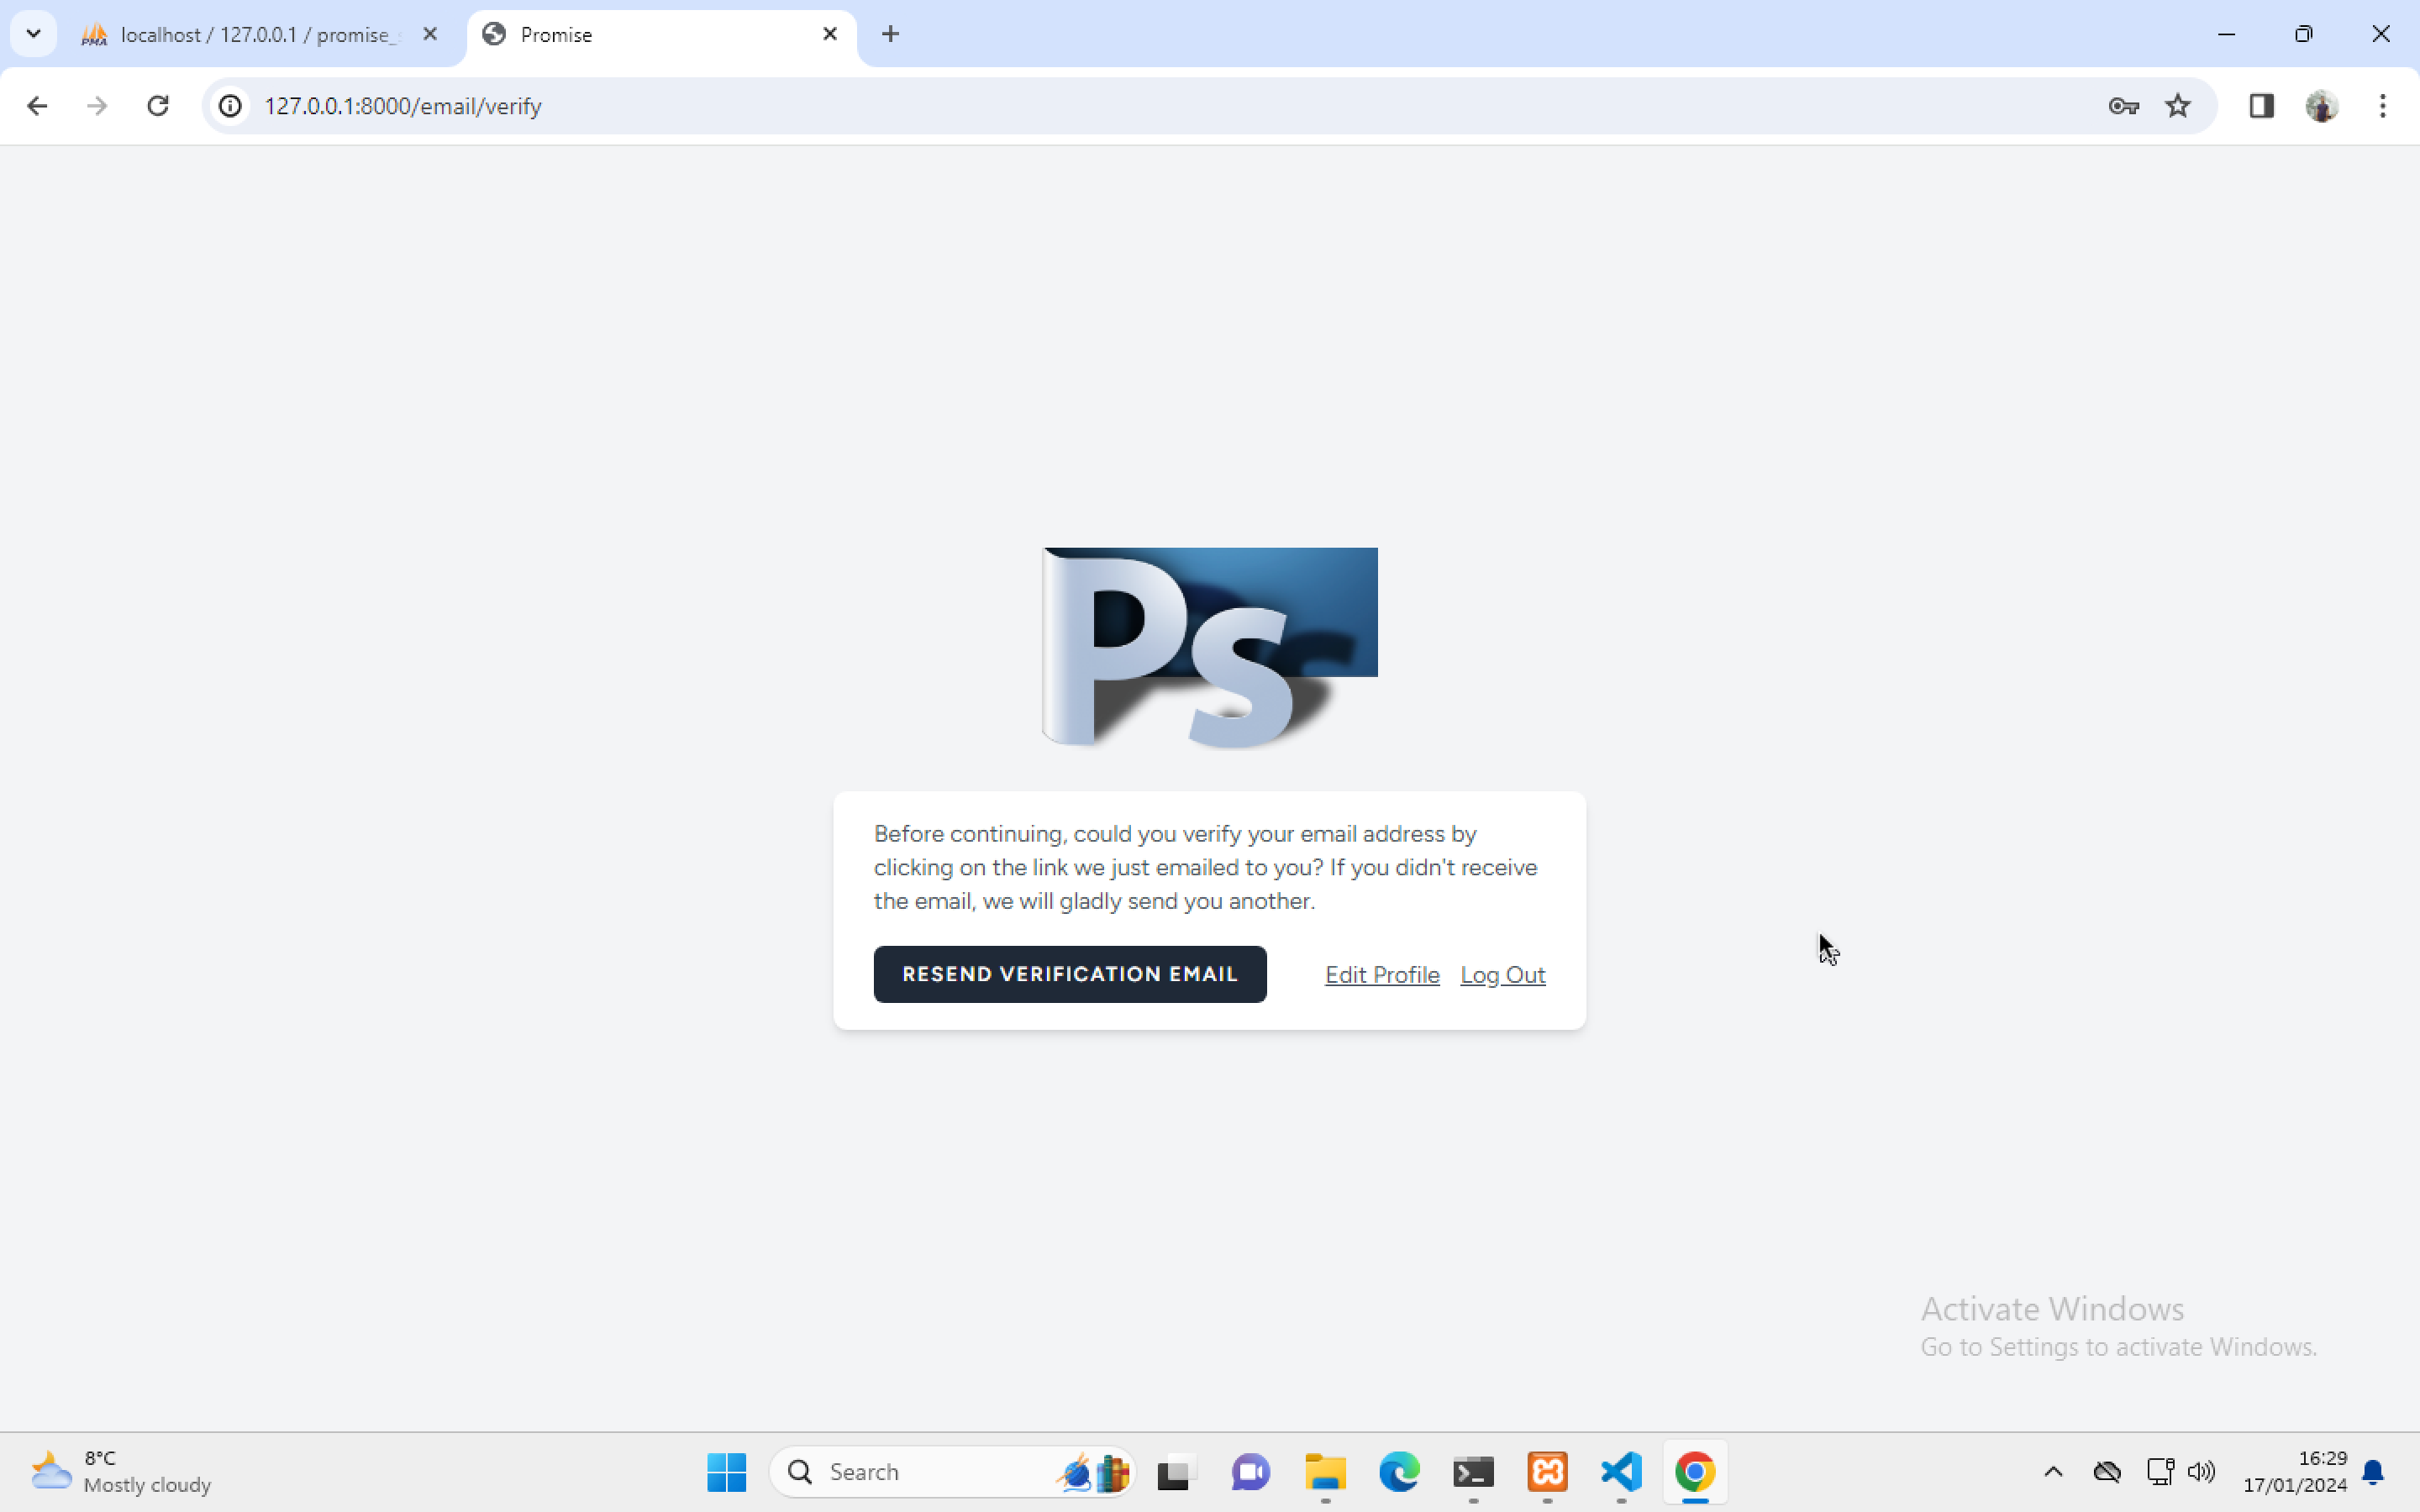 PMA localhost / 127.0.0.1 / promise_
Promise
127.0.0.1:8000/email/verify
Ps
Before continuing, could you verify your email address by
clicking on the link we just emailed to you? If you didn't receive
the email, we will gladly send you another.
RESEND VERIFICATION EMAIL Edit Profile Log Out
Activate Windows
Go to Settings to activate Windows.
8°C
Mostly cloudy
Search
16:29
17/01/2024